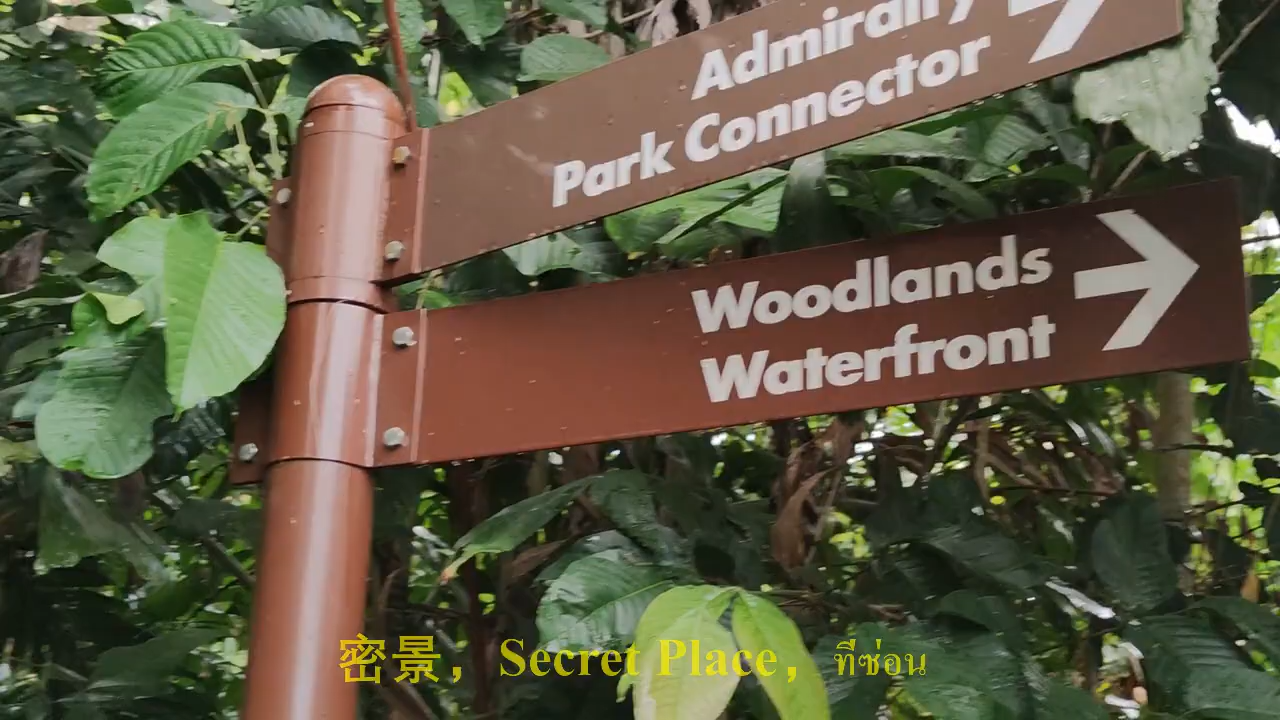 Admiralty
Park Connector
Woodlands
Waterfront
密景，Secret Place，ที่ซ่อน